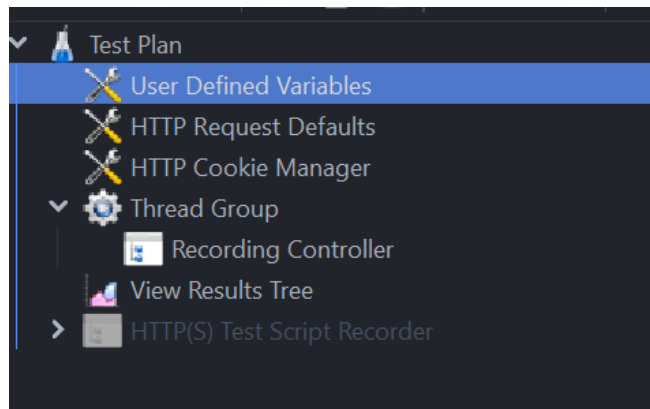 Test Plan
User Defined Variables
HTTP Request Defaults
HTTP Cookie Manager
Thread Group
Recording Controller
View Results Tree
HTTP(S) Test Script Recorder